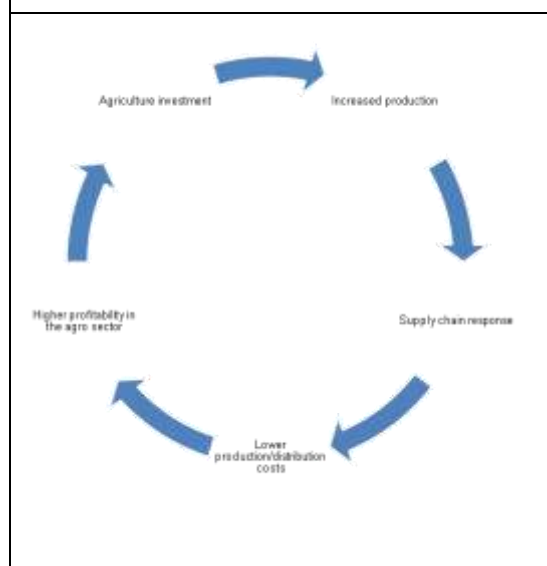 Agriculture investment
Increased production
Supply chain response
Lower
production/distribution
costs
Higher profitability in
the agro sector